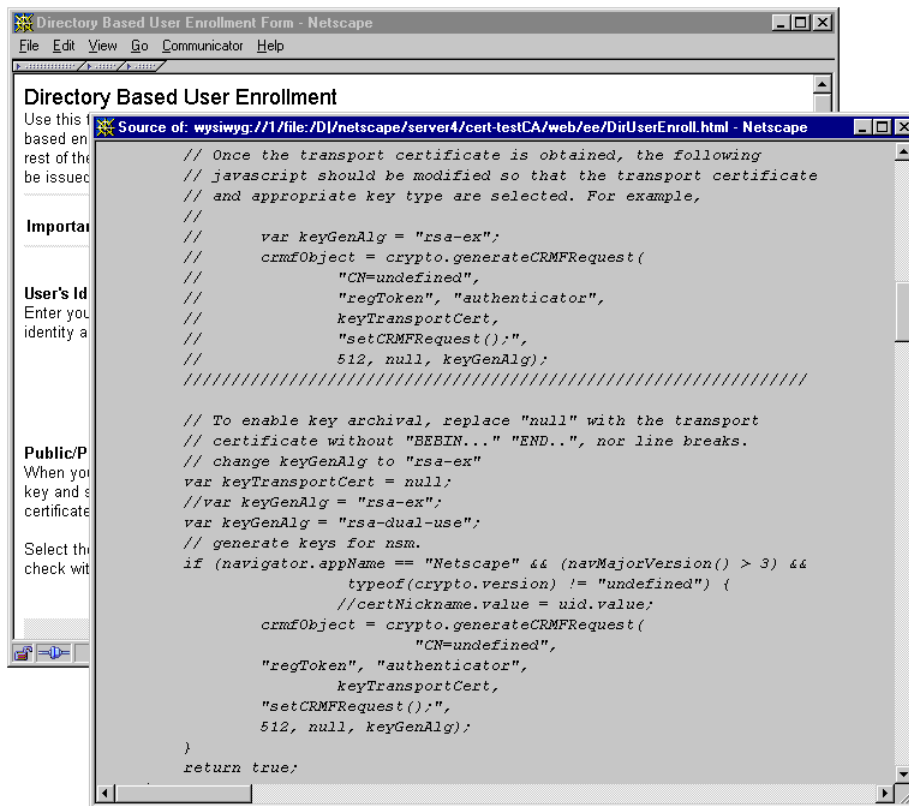 Directory Based User Enrollment Form - Netscape
File Edit View Go Communicator Help
Directory Based User Enrollment
Use this
based en
rest of the
be issued
Importa
User's Id
Enter you
identity a
Public/P
When you
key and s
certificate
Select the
check wit
Source of: wysiwyg://1/file:/D|/netscape/server4/cert-testCA/web/ee/DirUserEnroll.html - Netscape
// Once the transport certificate is obtained, the following
// javascript should be modified so that the transport certificate
// and appropriate key type are selected. For example,
//
// var keyGenAlg = "rsa-ex";
// crmfObject = crypto.generateCRMFRequest(
// "CN=undefined",
// "regToken", "authenticator",
// keyTransportCert,
// "setCRMFRequest();",
// 512, null, keyGenAlg);
/////////////////////////////////////////////////////////////////
// To enable key archival, replace "null" with the transport
// certificate without "BEBIN..." "END..", nor line breaks.
// change keyGenAlg to "rsa-ex"
var keyTransportCert = null;
//var keyGenAlg = "rsa-ex";
var keyGenAlg = "rsa-dual-use";
// generate keys for nsm.
if (navigator.appName == "Netscape" && (navMajorVersion() > 3) &&
typeof(crypto.version) != "undefined") {
//certNickname.value = uid.value;
crmfObject = crypto.generateCRMFRequest(
"CN=undefined",
"regToken", "authenticator",
keyTransportCert,
"setCRMFRequest();",
512, null, keyGenAlg);
}
return true;